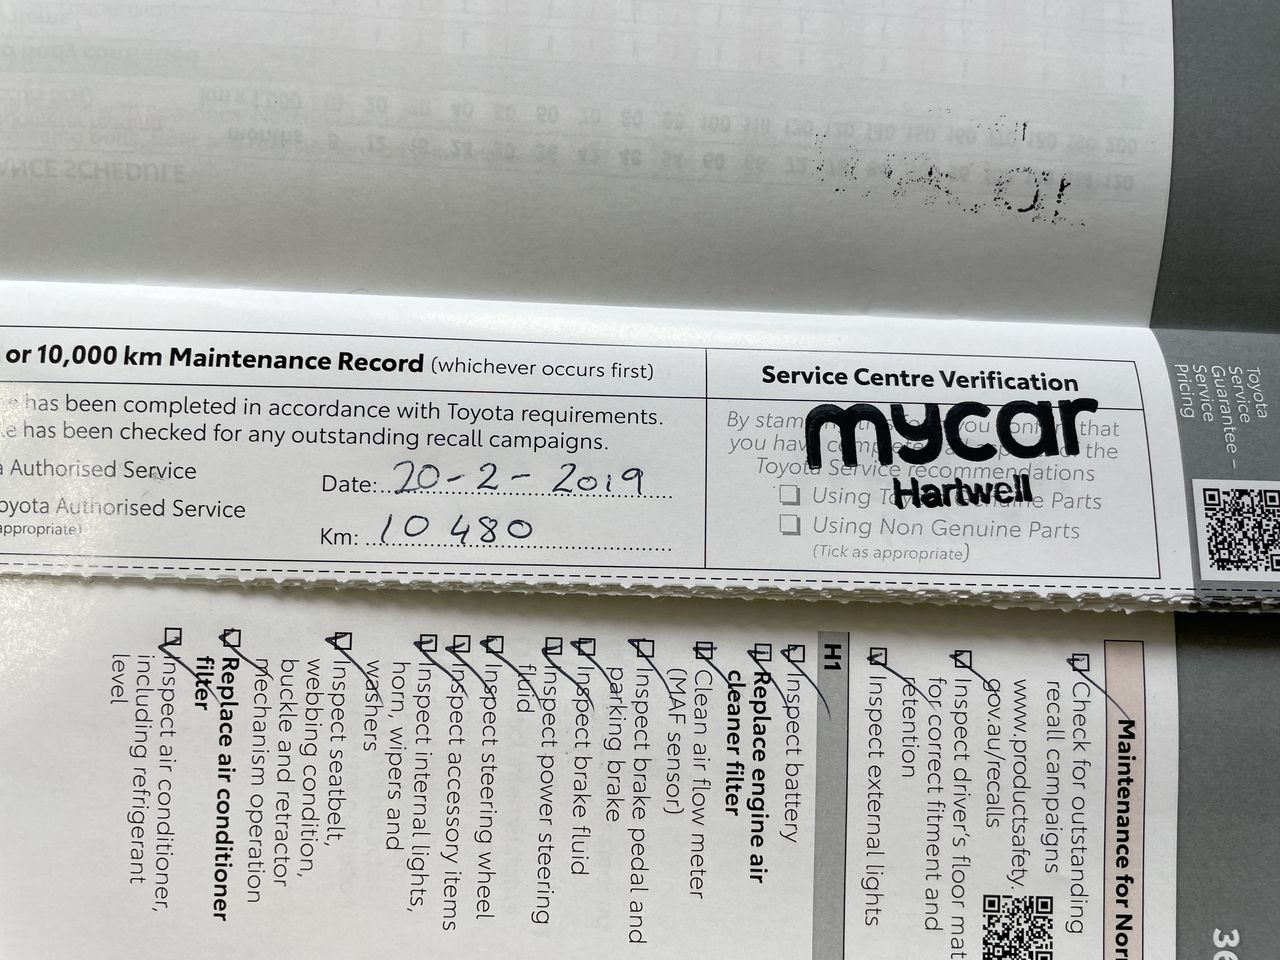 or 10,000 km Maintenance Record (whichever occurs first)
has been completed in accordance with Toyota requirements.
e has been checked for any outstanding recall campaigns.
a Authorised Service
oyota Authorised Service
appropriate)
Date: 20-2-2019
Km: 10 480
Service Centre Verification
By stam you confirm that
you have the
Toyota Service recommendations
Using Genuine Parts
Using Non Genuine Parts
(Tick as appropriate)
mycar
Hartwell
Toyota
Service
Guarantee –
Service
Pricing
Maintenance for Nor
Check for outstanding
recall campaigns
www.productsafety.
gov.au/recalls
Inspect driver's floor mat
for correct fitment and
retention
Inspect external lights
H1
Inspect battery
Replace engine air
cleaner filter
Clean air flow meter
(MAF sensor)
Inspect brake pedal and
parking brake
Inspect brake fluid
Inspect power steering
fluid
Inspect steering wheel
Inspect accessory items
Inspect internal lights,
horn, wipers and
washers
Inspect seatbelt,
webbing condition,
buckle and retractor
mechanism operation
Replace air conditioner
filter
Inspect air conditioner,
including refrigerant
level